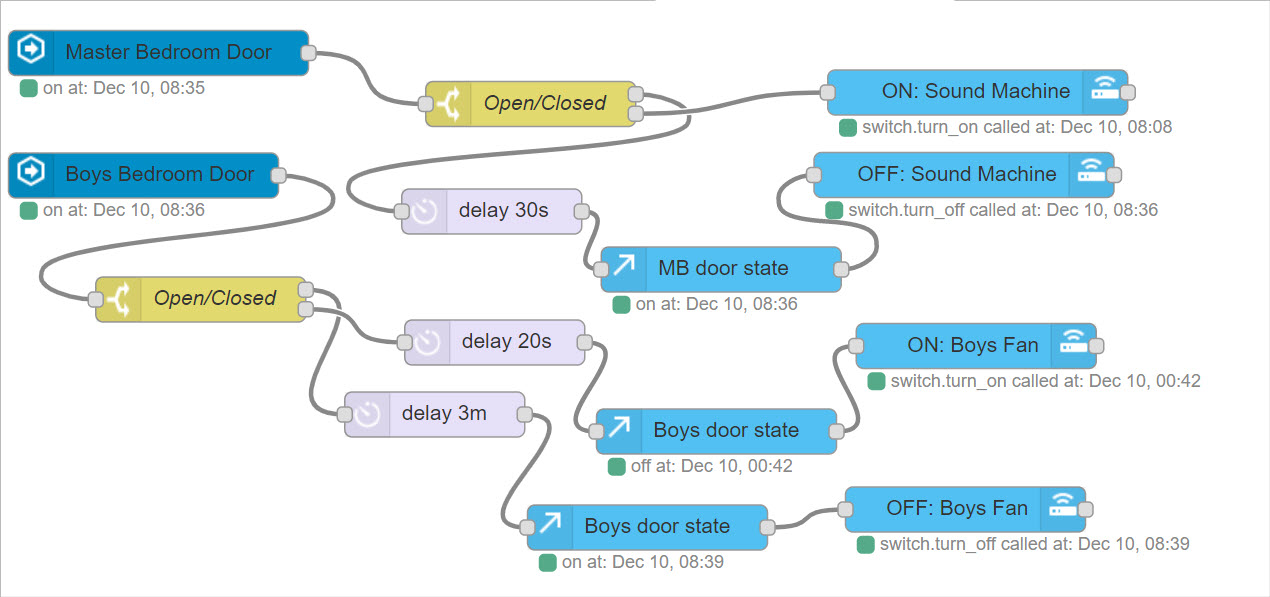 Master Bedroom Door
on at: Dec 10, 08:35
Open/Closed
ON: Sound Machine
switch.turn_on called at: Dec 10, 08:08
Boys Bedroom Door
on at: Dec 10, 08:36
OFF: Sound Machine
switch.turn_off called at: Dec 10, 08:36
delay 30s
MB door state
on at: Dec 10, 08:36
Open/Closed
delay 20s
ON: Boys Fan
switch.turn_on called at: Dec 10, 00:42
delay 3m
Boys door state
off at: Dec 10, 00:42
Boys door state
on at: Dec 10, 08:39
OFF: Boys Fan
switch.turn_off called at: Dec 10, 08:39